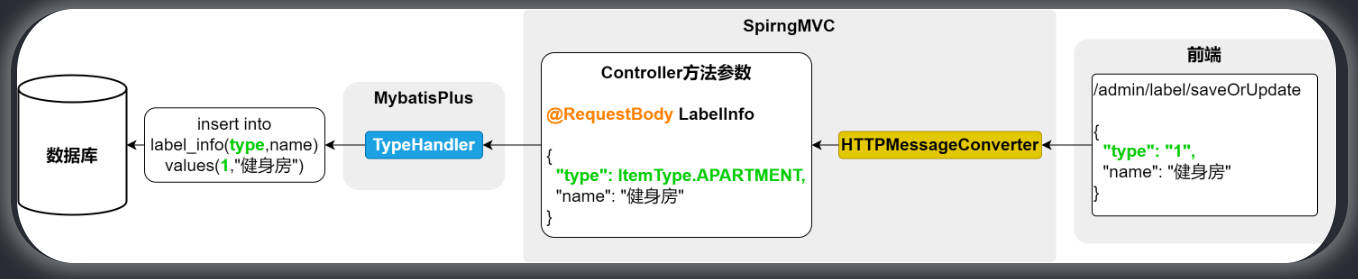 数据库
insert into
label_info(type,name)
values(1,"健身房")
MybatisPlus
TypeHandler
SpirngMVC
Controller方法参数
@RequestBody LabelInfo
{
"type": ItemType.APARTMENT,
"name": "健身房"
}
HTTPMessageConverter
前端
/admin/label/saveOrUpdate
{
"type": "1",
"name": "健身房"
}